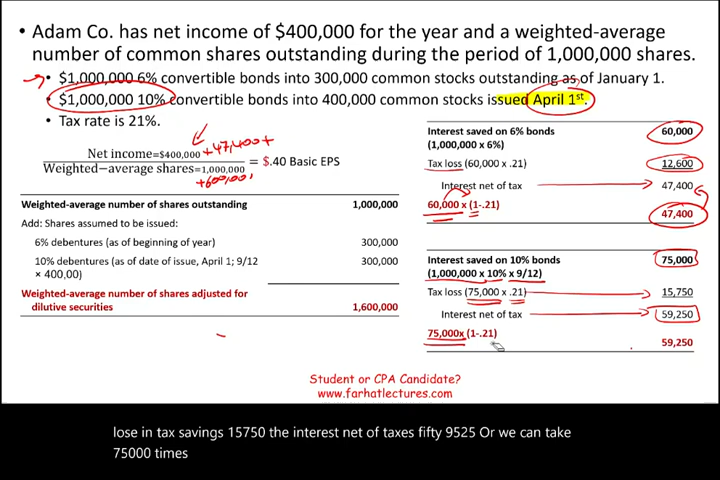 • Adam Co. has net income of $400,000 for the year and a weighted-average
number of common shares outstanding during the period of 1,000,000 shares.
• $1,000,000 6% convertible bonds into 300,000 common stocks outstanding as of January 1.
• $1,000,000 10% convertible bonds into 400,000 common stocks issued April 1st.
• Tax rate is 21%.
Net income=$400,000 +47,400+
Weighted−average shares=1,000,000 = $.40 Basic EPS
+600,000
Weighted-average number of shares outstanding 1,000,000
Add: Shares assumed to be issued:
6% debentures (as of beginning of year) 300,000
10% debentures (as of date of issue, April 1; 9/12 300,000
× 400,00)
Weighted-average number of shares adjusted for
dilutive securities 1,600,000
Interest saved on 6% bonds 60,000
(1,000,000 x 6%)
Tax loss (60,000 x .21) 12,600
Interest net of tax 47,400
60,000 x (1-.21) 47,400
Interest saved on 10% bonds 75,000
(1,000,000 x 10% x 9/12)
Tax loss (75,000 x .21) 15,750
Interest net of tax 59,250
75,000x (1-.21) 59,250
Student or CPA Candidate?
www.farhatlectures.com
lose in tax savings 15750 the interest net of taxes fifty 9525 Or we can take
75000 times